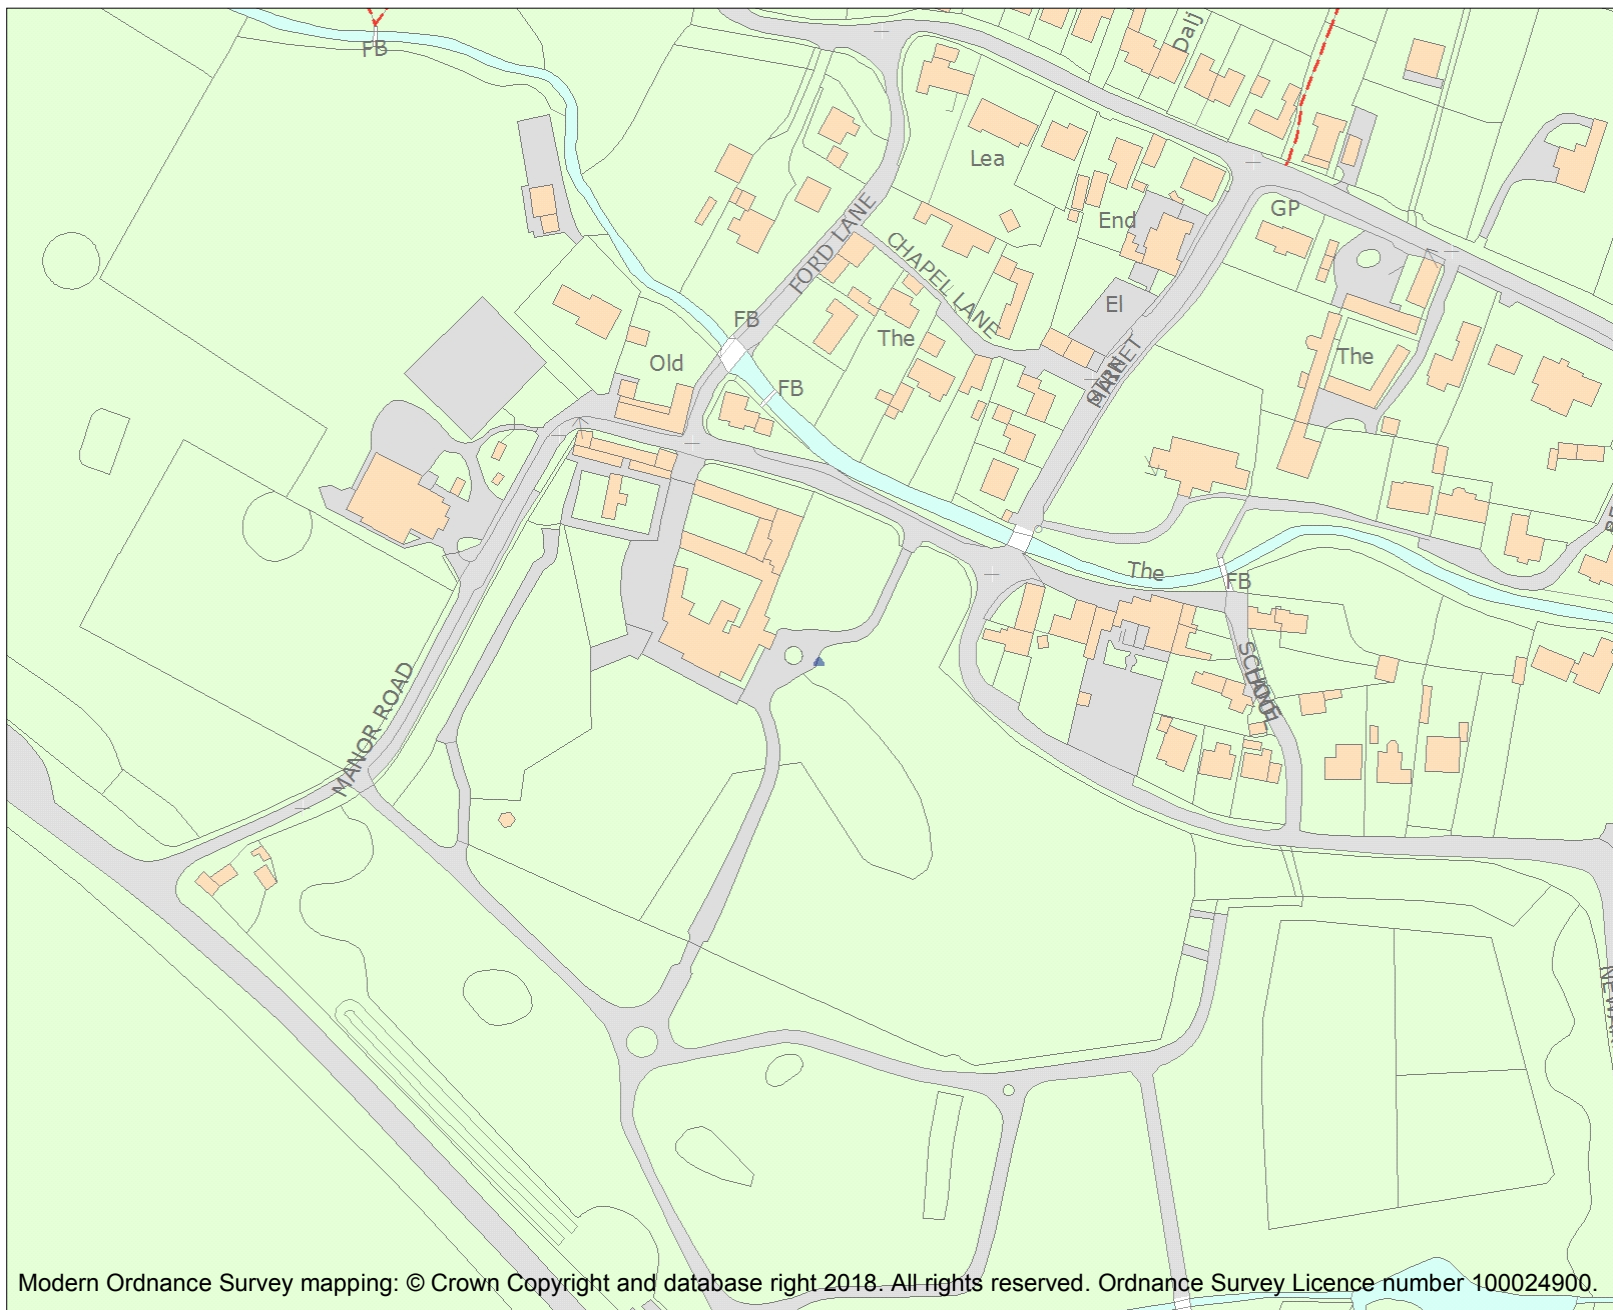 Dalj
FB
Lea
GP
End
FORD LANE
CHAPEL LANE
El
FB
The
The
Old
FB
The
FB
MANOR ROAD
Modern Ordnance Survey mapping: © Crown Copyright and database right 2018. All rights reserved. Ordnance Survey Licence number 100024900.